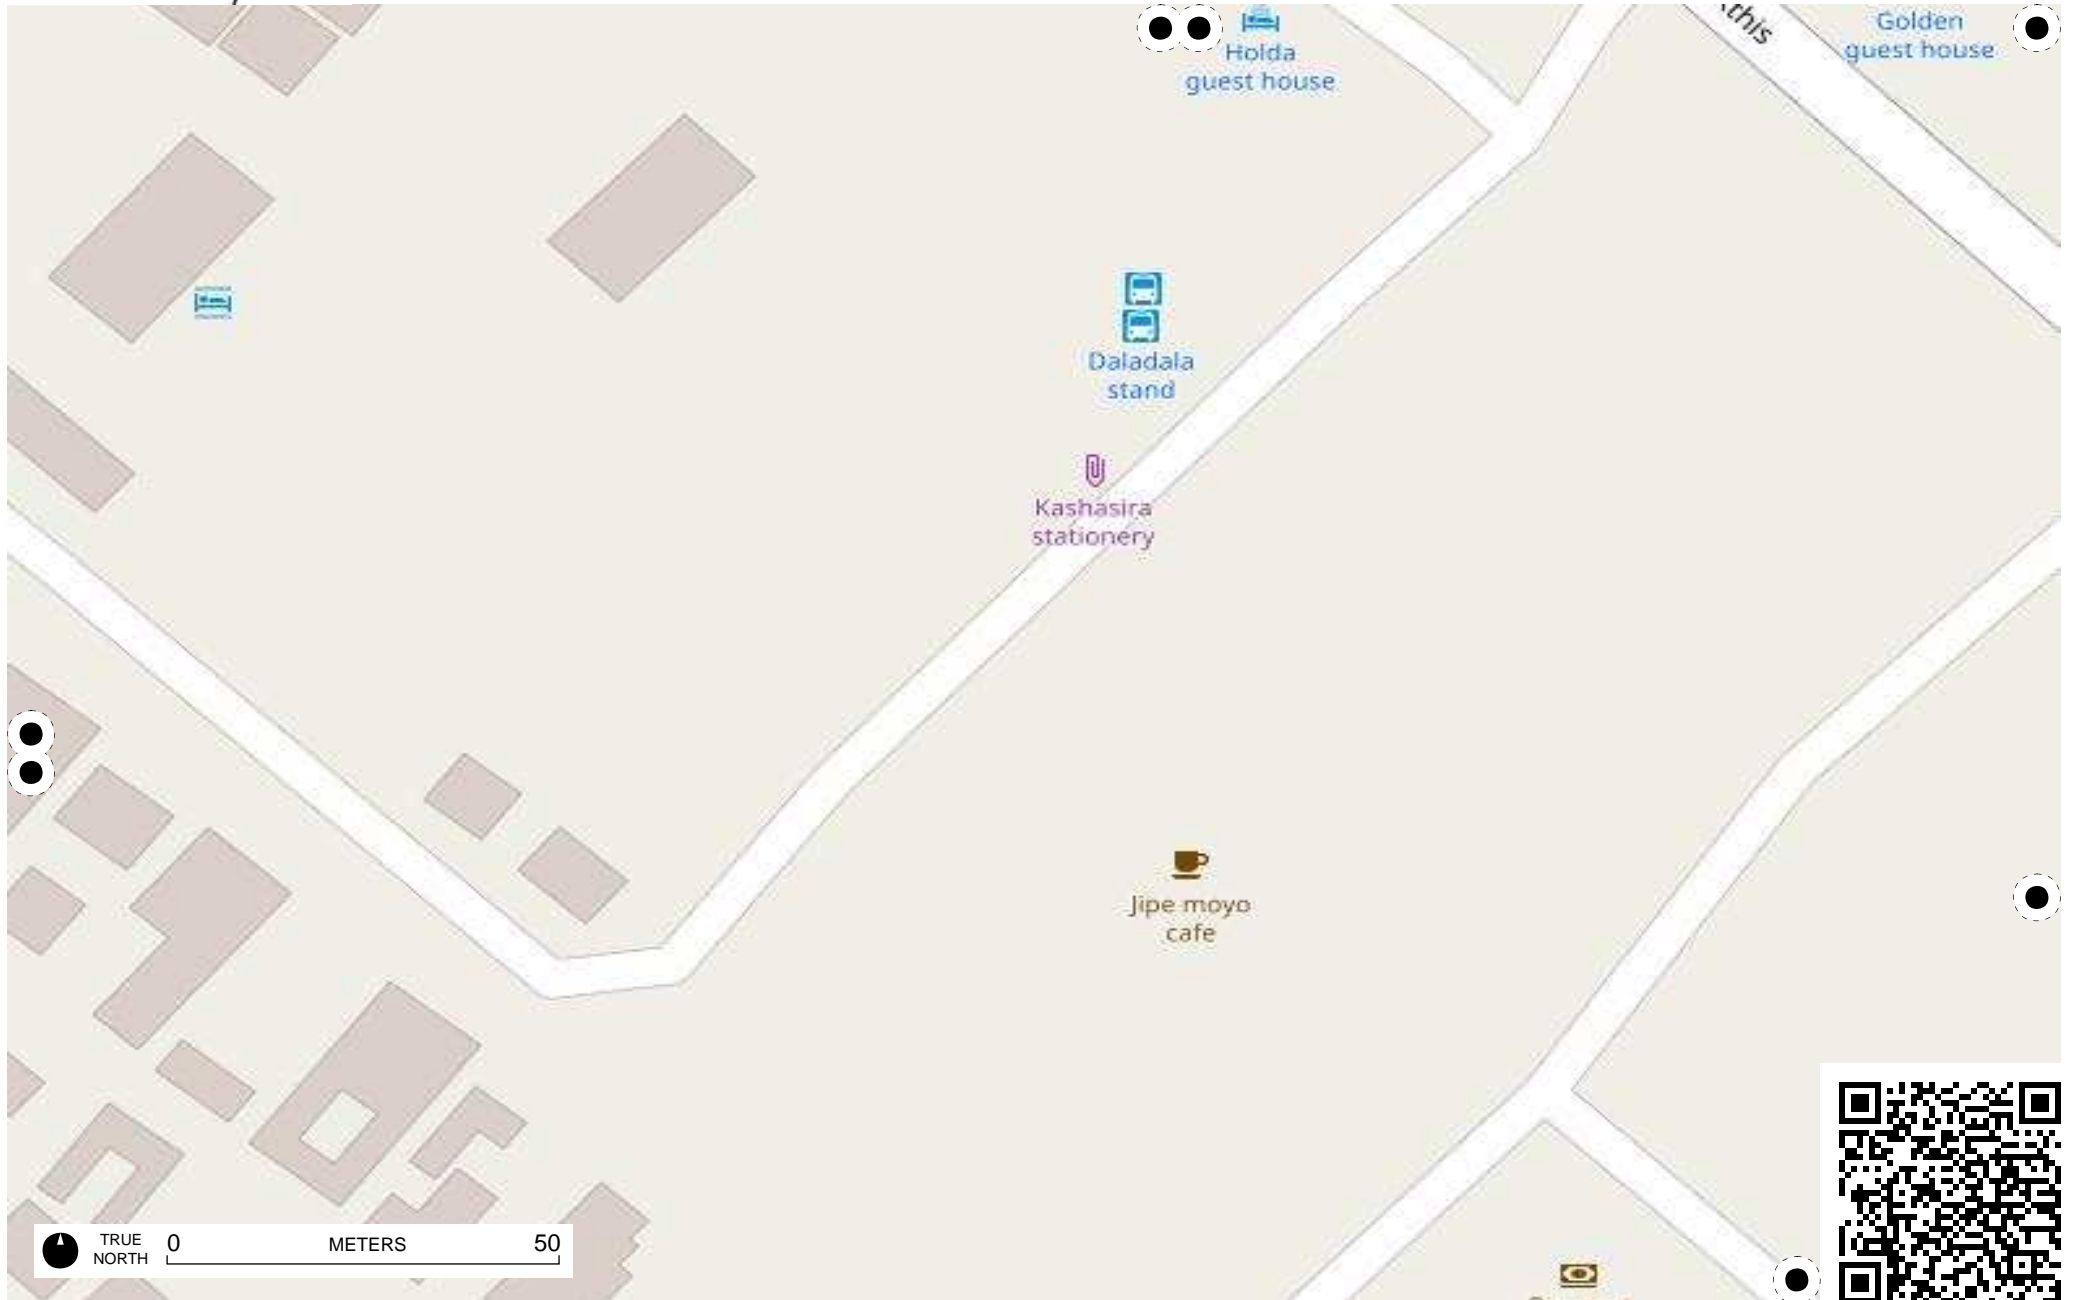 Holda
guest house
Golden
guest house
Daladala
stand
Kashasira
stationery
Jipe moyo
cafe
TRUE
NORTH
0 METERS 50